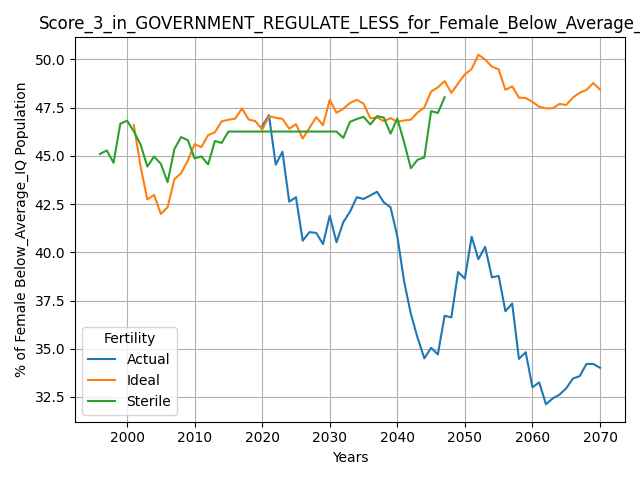 Score_3_in_GOVERNMENT_REGULATE_LESS_for_Female_Below_Average_
% of Female Below_Average_IQ Population
50.0
47.5
45.0
42.5
40.0
37.5
35.0
32.5
Fertility
Actual
Ideal
Sterile
2000 2010 2020 2030 2040 2050 2060 2070
Years